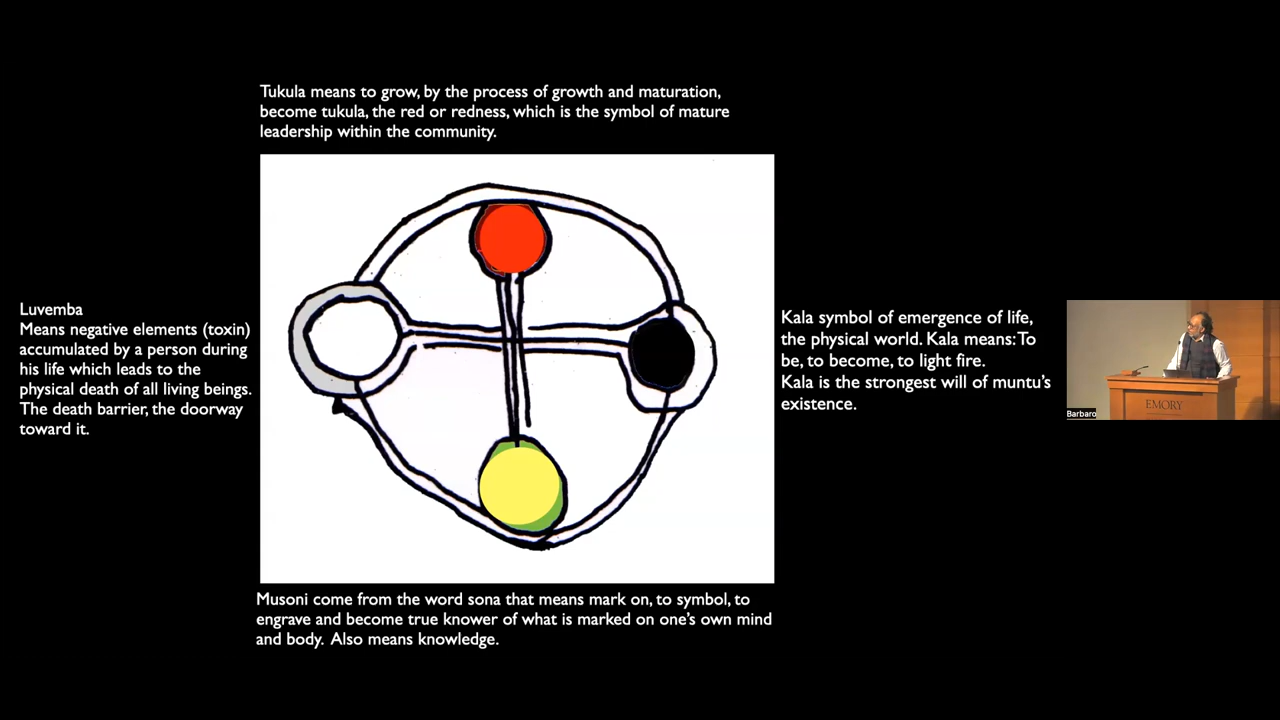 Tukula means to grow, by the process of growth and maturation,
become tukula, the red or redness, which is the symbol of mature
leadership within the community.
Luvemba
Means negative elements (toxin)
accumulated by a person during
his life which leads to the
physical death of all living beings.
The death barrier, the doorway
toward it.
Kala symbol of emergence of life,
the physical world. Kala means: To
be, to become, to light fire.
Kala is the strongest will of muntu’s
existence.
EMORY
Barbaro
Musoni come from the word sona that means mark on, to symbol, to
engrave and become true knower of what is marked on one’s own mind
and body. Also means knowledge.